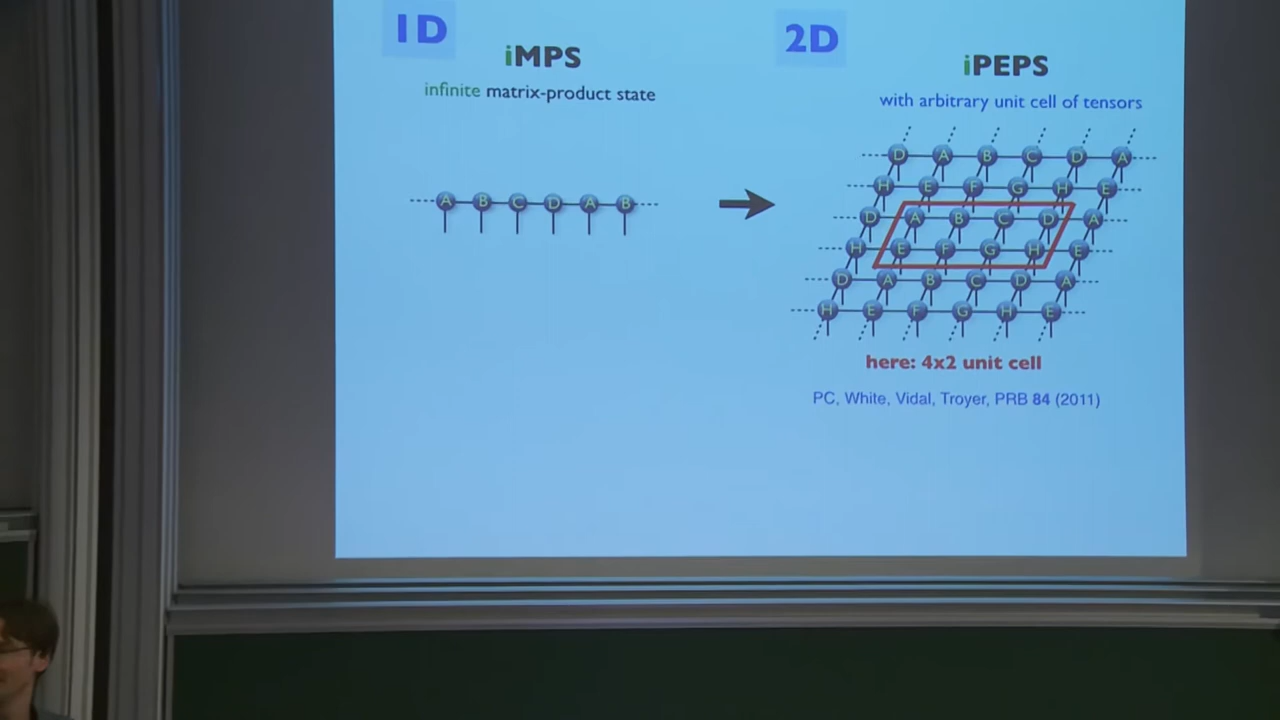 1D
iMPS
infinite matrix-product state
A B C D A B
2D
iPEPS
with arbitrary unit cell of tensors
D A B C D A
H E F G H E
D A B C D A
H E F G H E
D A B C D A
H E F G H E
here: 4x2 unit cell
PC, White, Vidal, Troyer, PRB 84 (2011)